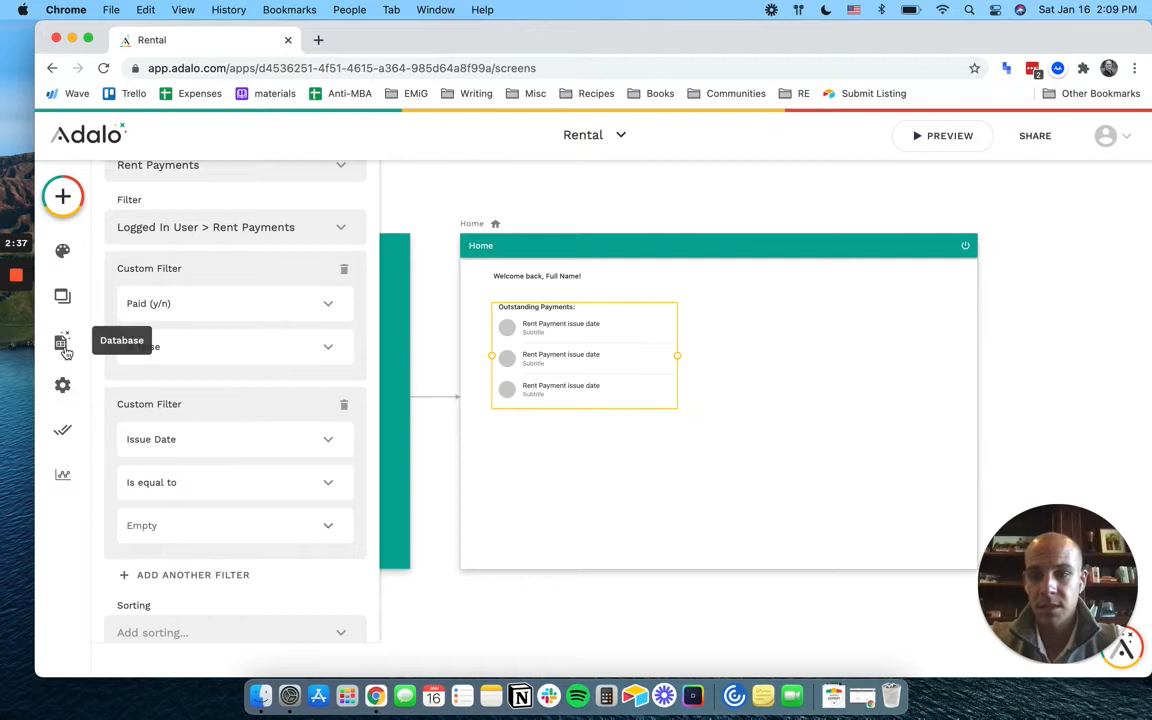 Chrome File Edit View History Bookmarks People Tab Window Help Sat Jan 16 2:09 PM
Rental
app.adalo.com/apps/d4536251-4f51-4615-a364-985d64a8f99a/screens
2
Wave Trello Expenses materials Anti-MBA EMiG Writing Misc Recipes Books Communities RE Submit Listing Other Bookmarks
Adalo
Rental
PREVIEW
SHARE
Rent Payments
Filter
Logged In User > Rent Payments
Custom Filter
Paid (y/n)
Custom Filter
Issue Date
Is equal to
Empty
+ ADD ANOTHER FILTER
Sorting
Add sorting...
2:37
Database
Home
Home
Welcome back, Full Name!
Outstanding Payments:
Rent Payment issue date
Subtitle
Rent Payment issue date
Subtitle
Rent Payment issue date
Subtitle
JAN
16